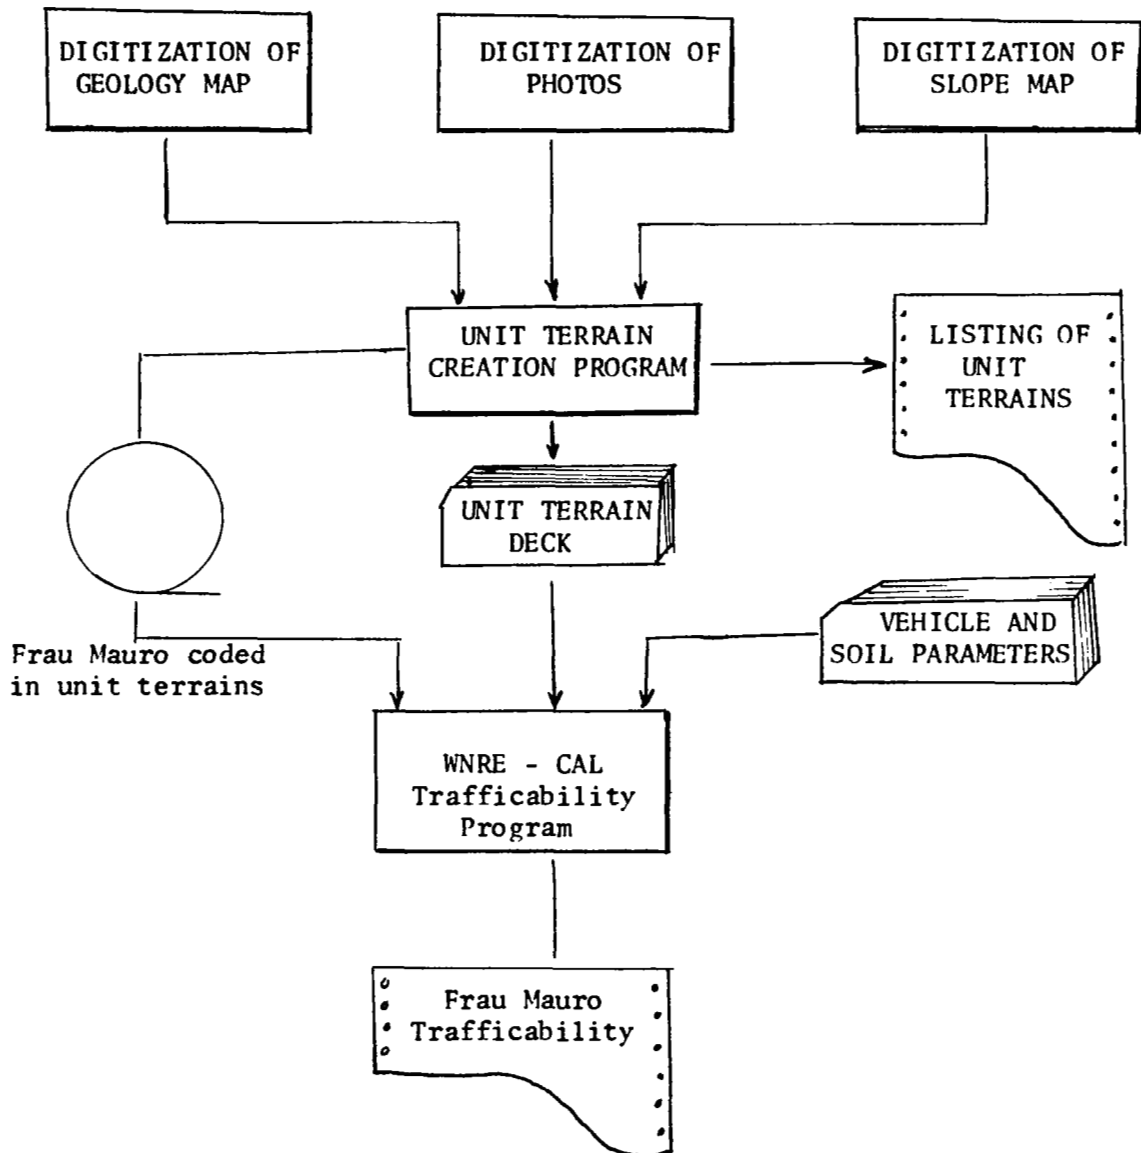 DIGITIZATION OF
GEOLOGY MAP
DIGITIZATION OF
PHOTOS
DIGITIZATION OF
SLOPE MAP
UNIT TERRAIN
CREATION PROGRAM
LISTING OF
UNIT
TERRAINS
UNIT TERRAIN
DECK
VEHICLE AND
SOIL PARAMETERS
Frau Mauro coded
in unit terrains
WNRE - CAL
Trafficability
Program
Frau Mauro
Trafficability